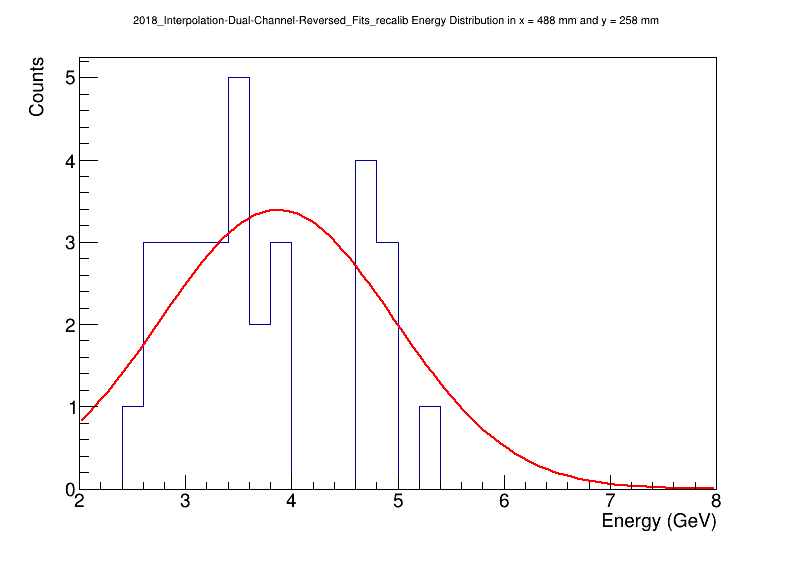 2018_Interpolation-Dual-Channel-Reversed_Fits_recalib Energy Distribution in x = 488 mm and y = 258 mm
Counts
5
4
3
2
1
0
2 3 4 5 6 7 8
Energy (GeV)